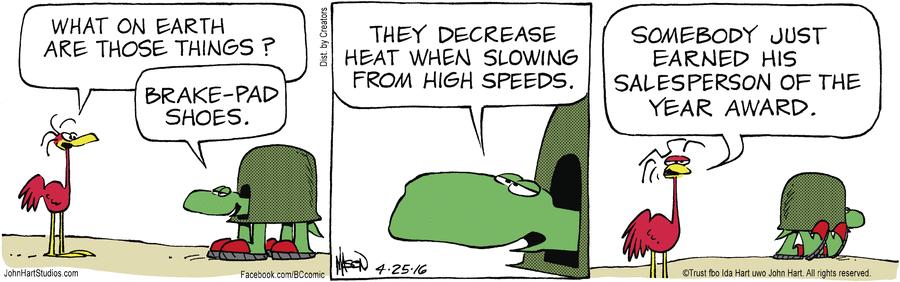 WHAT ON EARTH
ARE THOSE THINGS?
BRAKE-PAD
SHOES.
Dist. by Creators
THEY DECREASE
HEAT WHEN SLOWING
FROM HIGH SPEEDS.
SOMEBODY JUST
EARNED HIS
SALESPERSON OF THE
YEAR AWARD.
JohnHartStudios.com
Facebook.com/BCcomic
MASON
4·25·16
©Trust fbo Ida Hart uwo John Hart. All rights reserved.